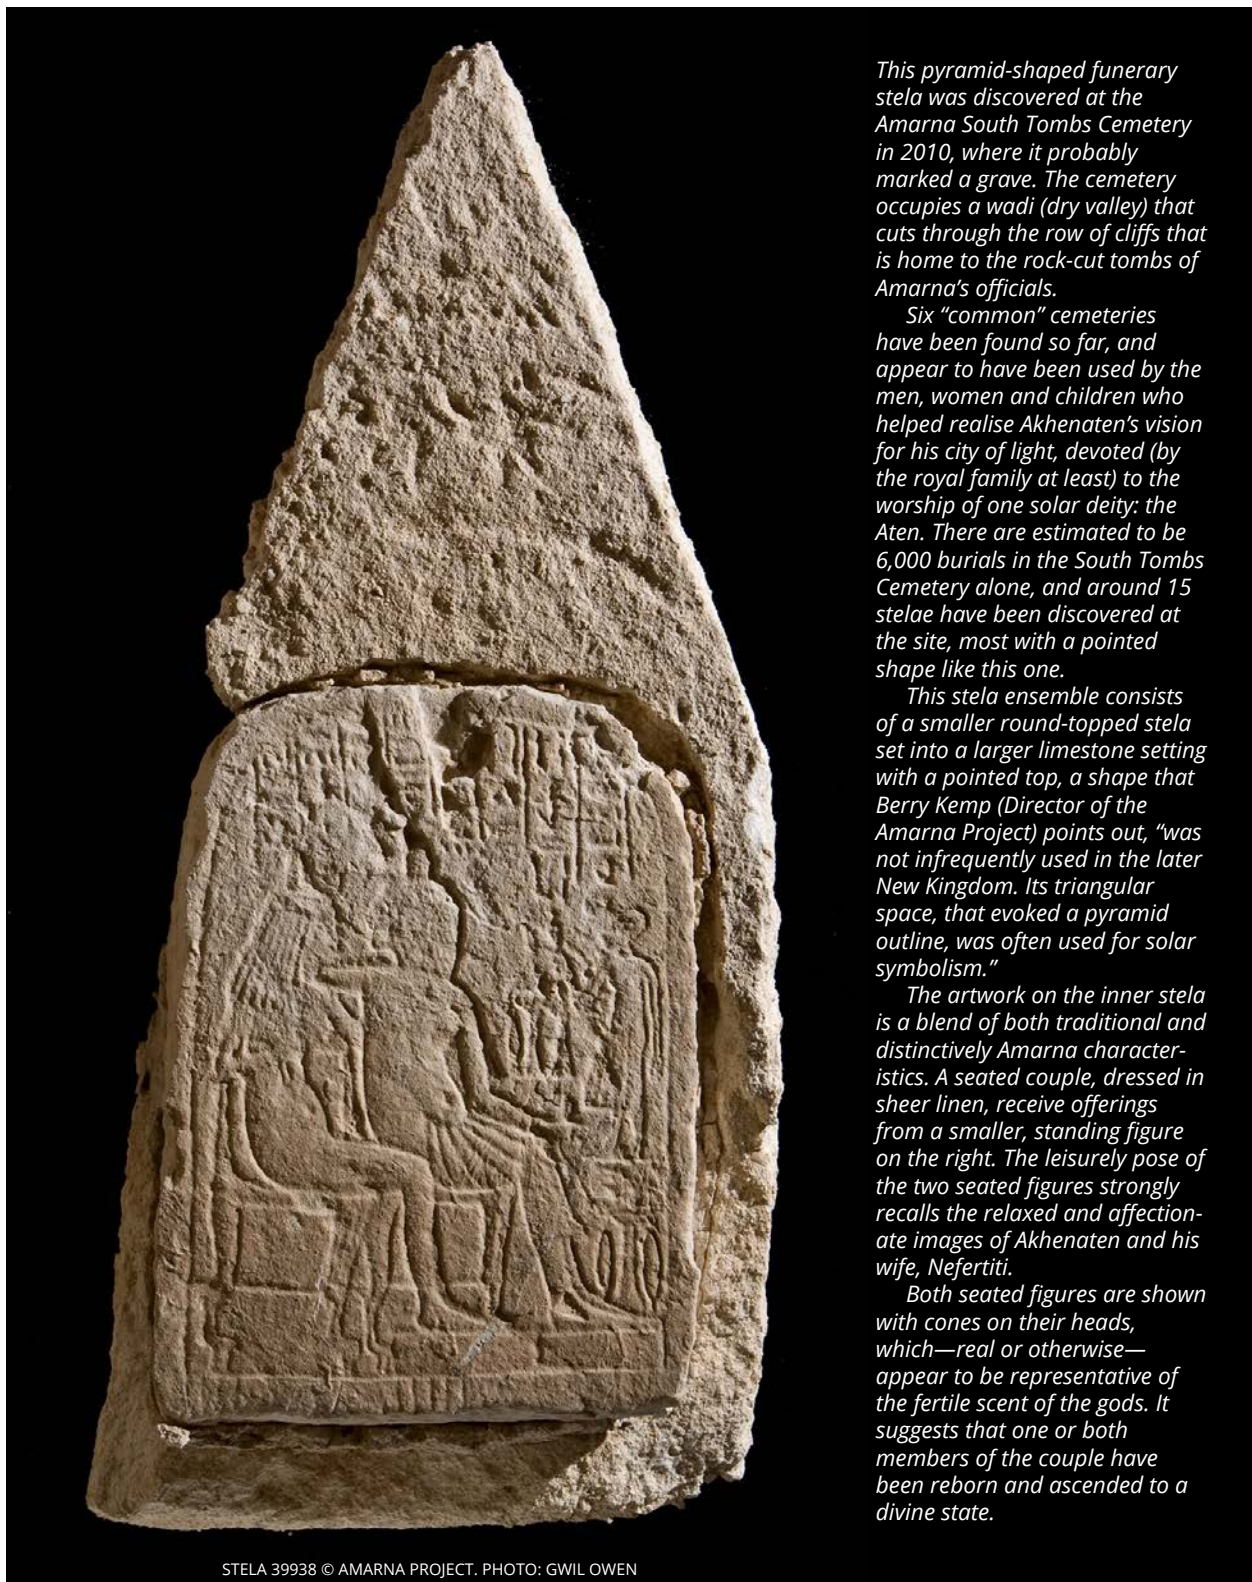 This pyramid-shaped funerary
stela was discovered at the
Amarna South Tombs Cemetery
in 2010, where it probably
marked a grave. The cemetery
occupies a wadi (dry valley) that
cuts through the row of cliffs that
is home to the rock-cut tombs of
Amarna’s officials.
Six “common” cemeteries
have been found so far, and
appear to have been used by the
men, women and children who
helped realise Akhenaten’s vision
for his city of light, devoted (by
the royal family at least) to the
worship of one solar deity: the
Aten. There are estimated to be
6,000 burials in the South Tombs
Cemetery alone, and around 15
stelae have been discovered at
the site, most with a pointed
shape like this one.
This stela ensemble consists
of a smaller round-topped stela
set into a larger limestone setting
with a pointed top, a shape that
Berry Kemp (Director of the
Amarna Project) points out, “was
not infrequently used in the later
New Kingdom. Its triangular
space, that evoked a pyramid
outline, was often used for solar
symbolism.”
The artwork on the inner stela
is a blend of both traditional and
distinctively Amarna character-
istics. A seated couple, dressed in
sheer linen, receive offerings
from a smaller, standing figure
on the right. The leisurely pose of
the two seated figures strongly
recalls the relaxed and affection-
ate images of Akhenaten and his
wife, Nefertiti.
Both seated figures are shown
with cones on their heads,
which—real or otherwise—
appear to be representative of
the fertile scent of the gods. It
suggests that one or both
members of the couple have
been reborn and ascended to a
divine state.
STELA 39938 © AMARNA PROJECT. PHOTO: GWIL OWEN